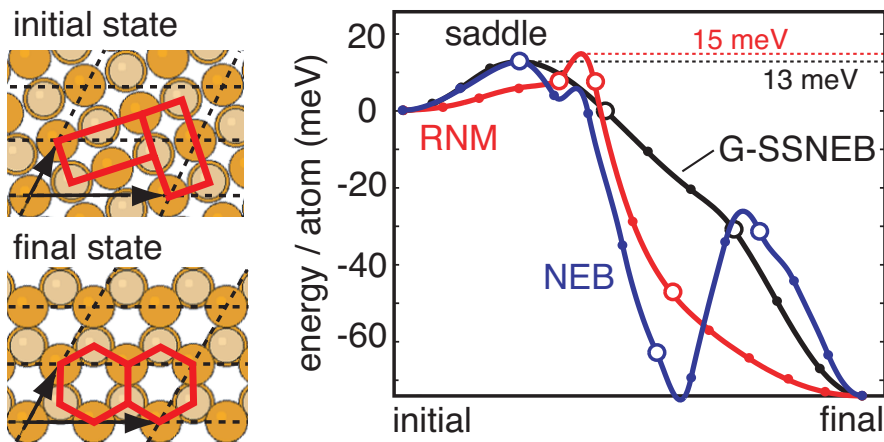 initial state
final state
energy / atom (meV)
20
0
-20
-40
-60
saddle
15 meV
13 meV
RNM
G-SSNEB
NEB
initial
final